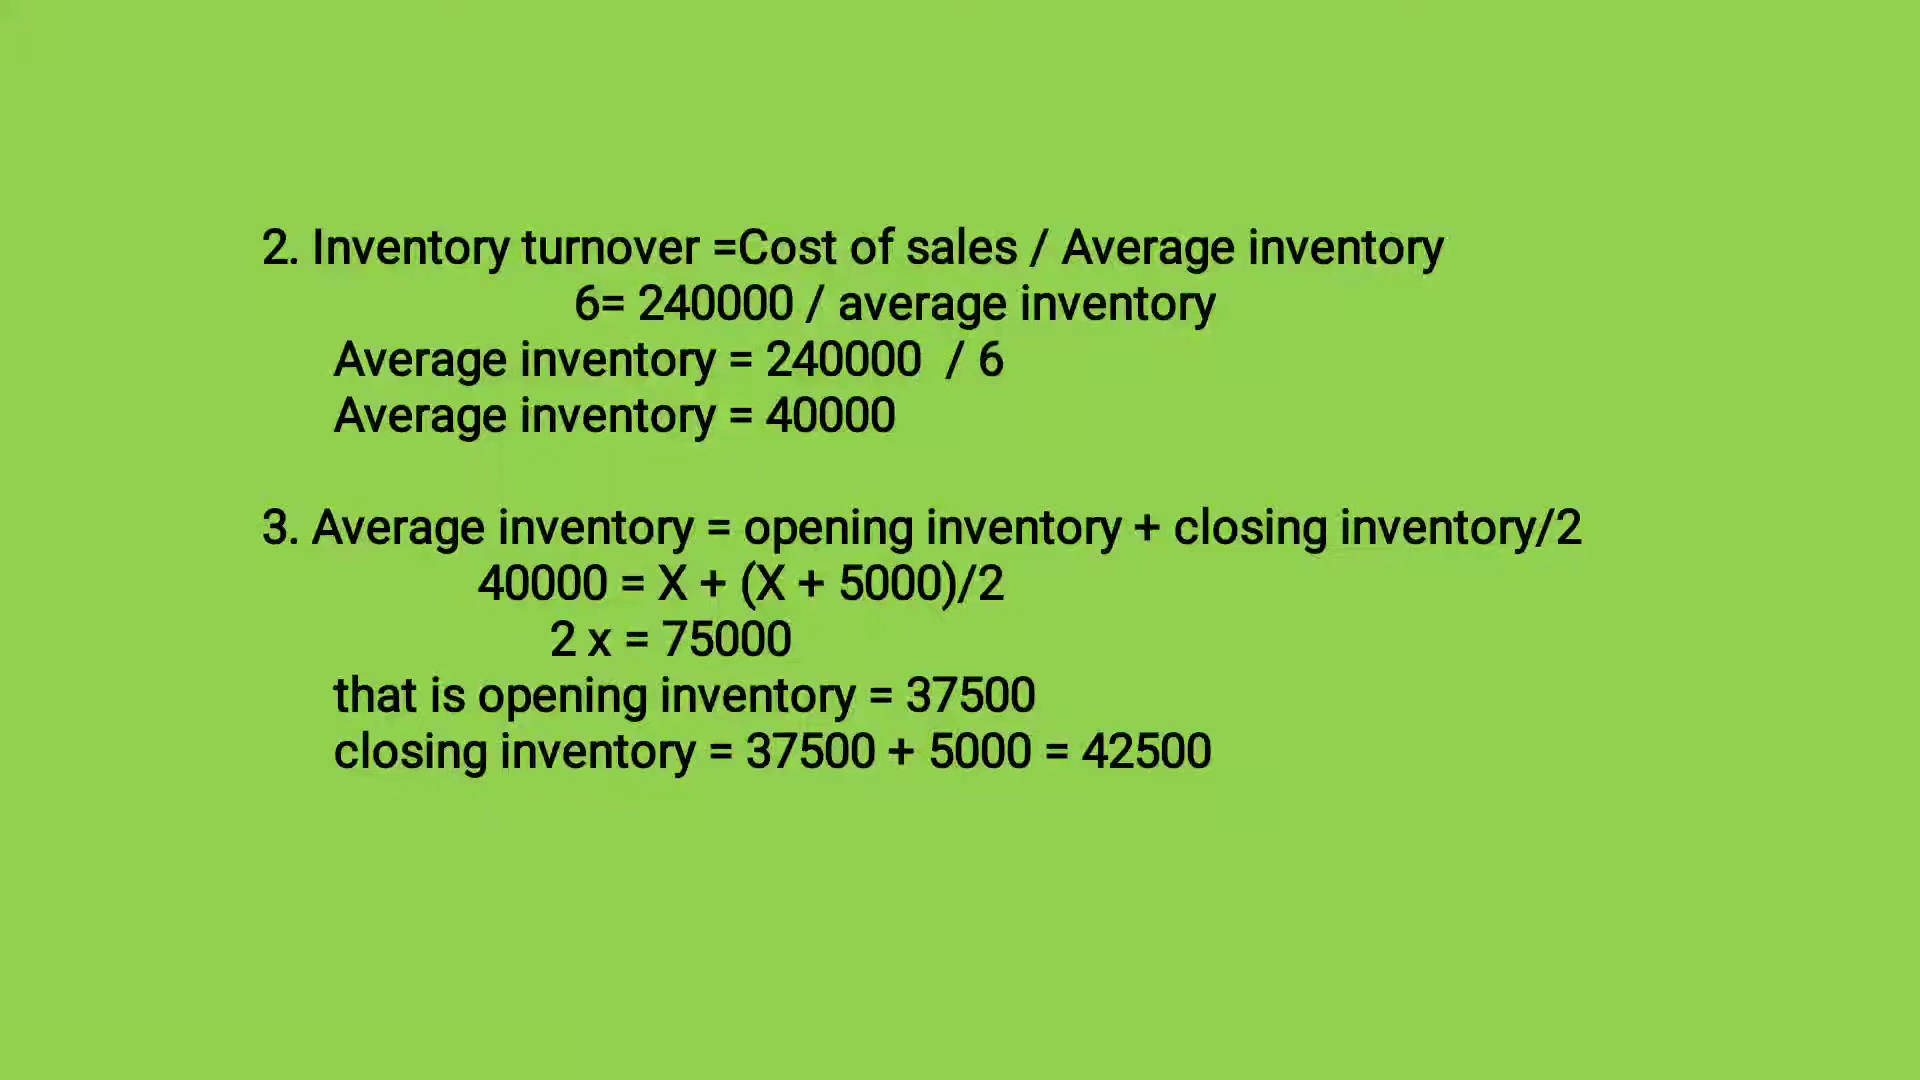 2. Inventory turnover =Cost of sales / Average inventory
6= 240000 / average inventory
Average inventory = 240000 / 6
Average inventory = 40000
3. Average inventory = opening inventory + closing inventory/2
40000 = X + (X + 5000)/2
2 x = 75000
that is opening inventory = 37500
closing inventory = 37500 + 5000 = 42500